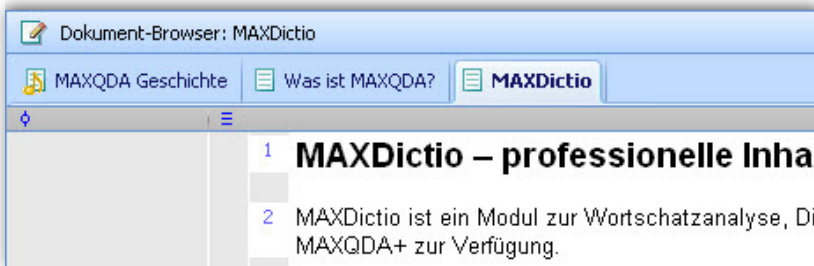 Dokument-Browser: MAXDictio
MAXQDA Geschichte Was ist MAXQDA? MAXDictio
1 MAXDictio – professionelle Inha
2 MAXDictio ist ein Modul zur Wortschatzanalyse, Di
MAXQDA+ zur Verfügung.